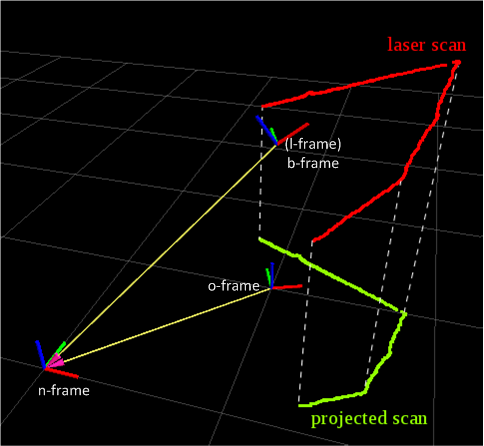 laser scan
(l-frame)
b-frame
o-frame
n-frame
projected scan